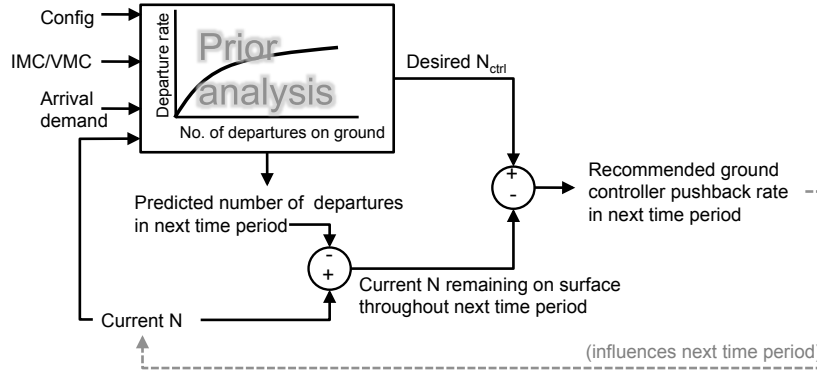 Config
IMC/VMC
Arrival
demand
Departure rate
Prior
analysis
No. of departures on ground
Desired N_ctrl
+
-
Recommended ground
controller pushback rate
in next time period
Predicted number of departures
in next time period
-
+
Current N remaining on surface
throughout next time period
Current N
(influences next time period)